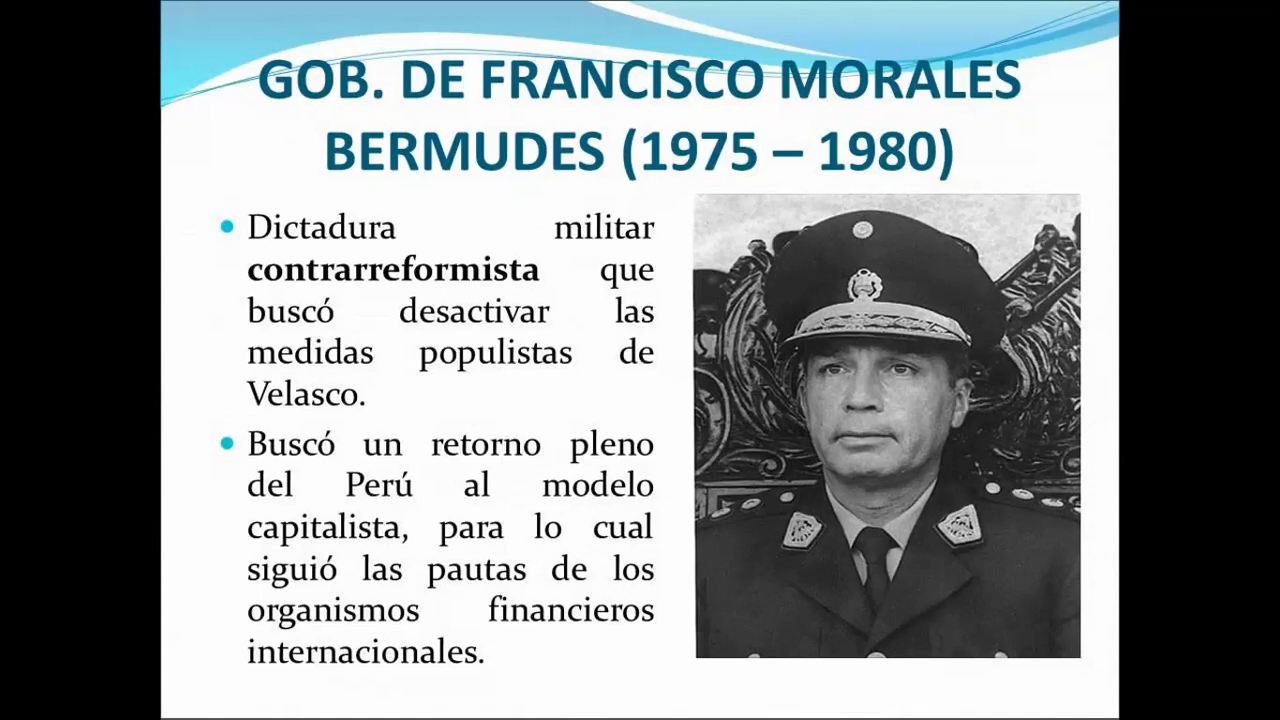 GOB. DE FRANCISCO MORALES
BERMUDES (1975 – 1980)
Dictadura militar
contrarreformista que
buscó desactivar las
medidas populistas de
Velasco.
Buscó un retorno pleno
del Perú al modelo
capitalista, para lo cual
siguió las pautas de los
organismos financieros
internacionales.